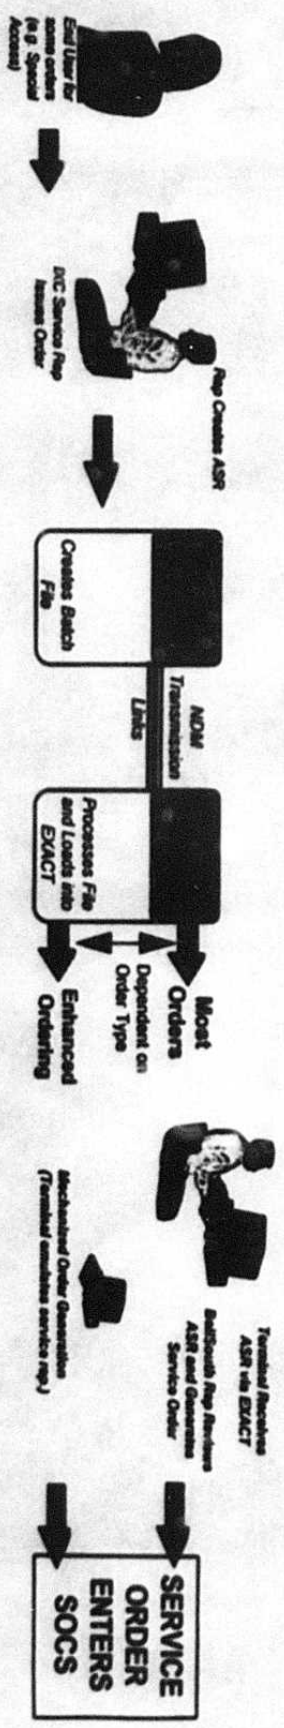 End User for
some orders
(e.g. Special
Access)
Rep Creates ASR
IXC Service Rep
Issues Order
Creates Batch
File
NDM
Transmission
Links
Processes File
and Loads into
EXACT
Most
Orders
Dependent on
Order Type
Enhanced
Ordering
Terminal Receives
ASR via EXACT
BellSouth Rep Reviews
ASR and Generates
Service Order
Mechanized Order Generation
(Terminal emulates service rep.)
SERVICE
ORDER
ENTERS
SOCS